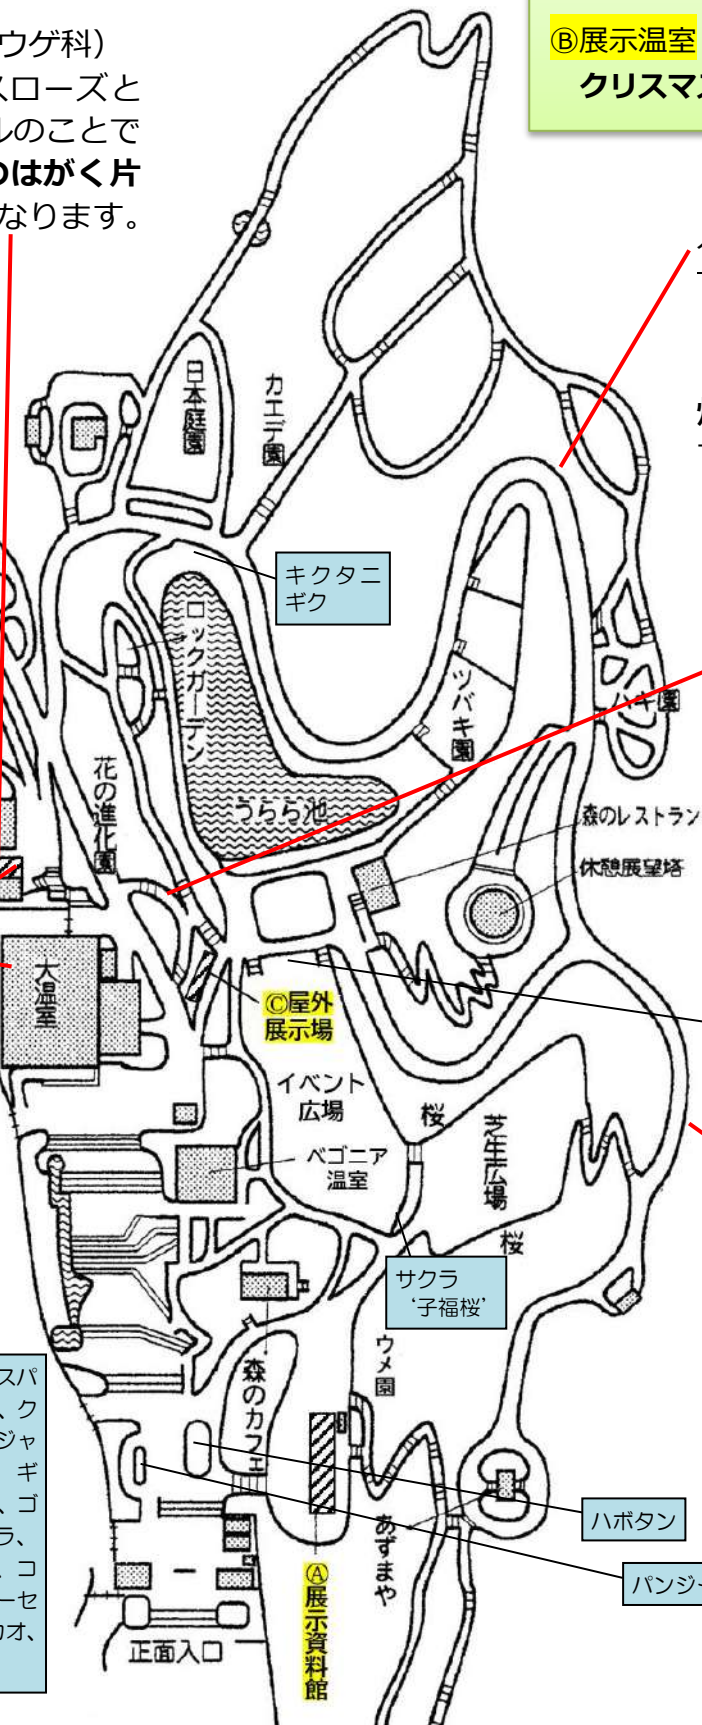 ウゲ科）
スローズと
ルのことで
のはがく片
なります。
Ⓑ展示温室
クリスマス
日本庭園
カエデ園
キクタニ
ギク
ロックガーデン
ツバキ園
ハギ園
花の進化園
うらら池
森のレストラン
休憩展望塔
大温室
Ⓒ屋外
展示場
イベント
広場
桜
芝生広場
ベゴニア
温室
桜
サクラ
‘子福桜’
ウメ園
スパ
、ク
ジャ
ギ
、ゴ
ラ、
、コ
ーセ
カオ、
森のカフェ
あずまや
ハボタン
パンジー
Ⓐ展示資料館
正面入口